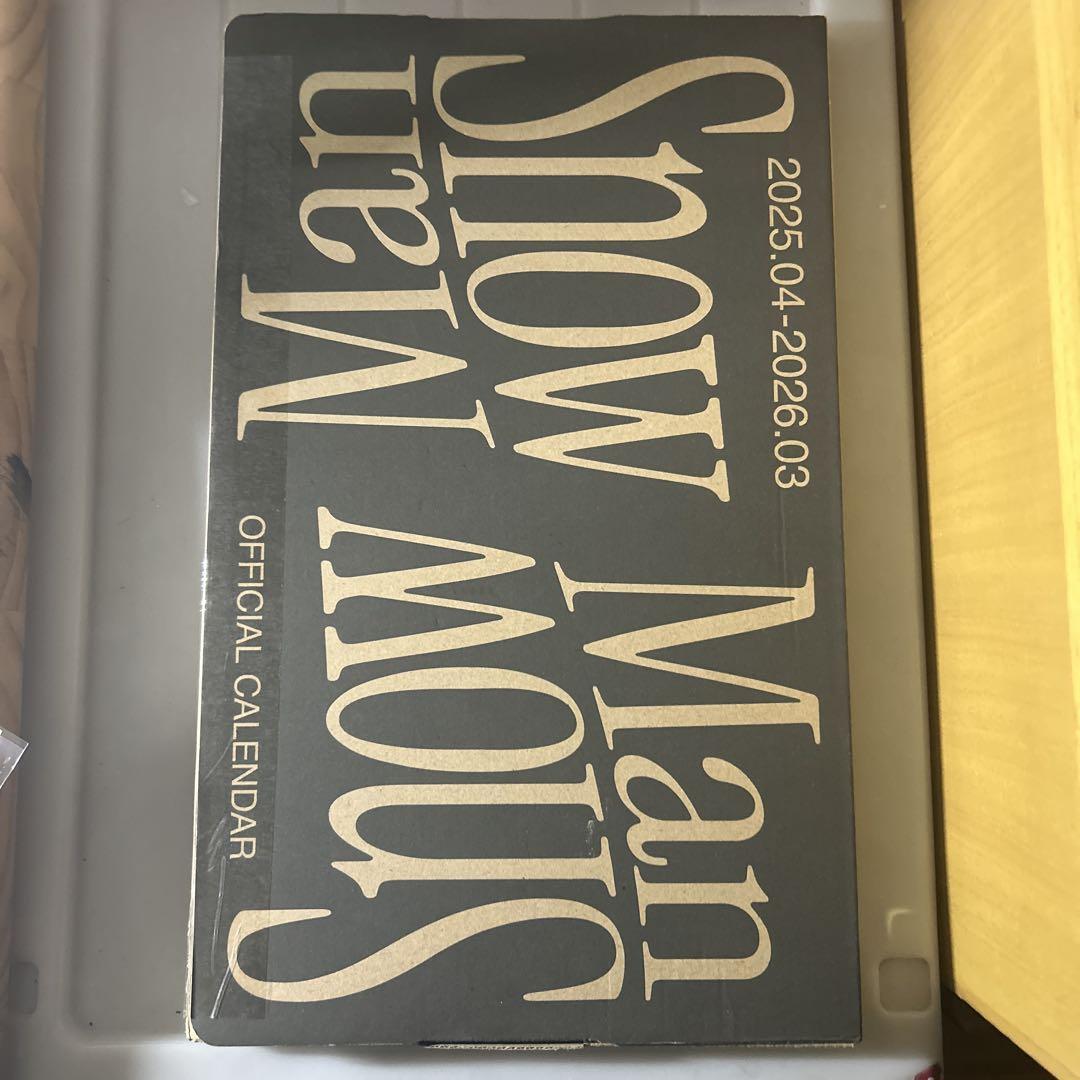 2025.04-2026.03
Snow Man
Snow Man
OFFICIAL CALENDAR